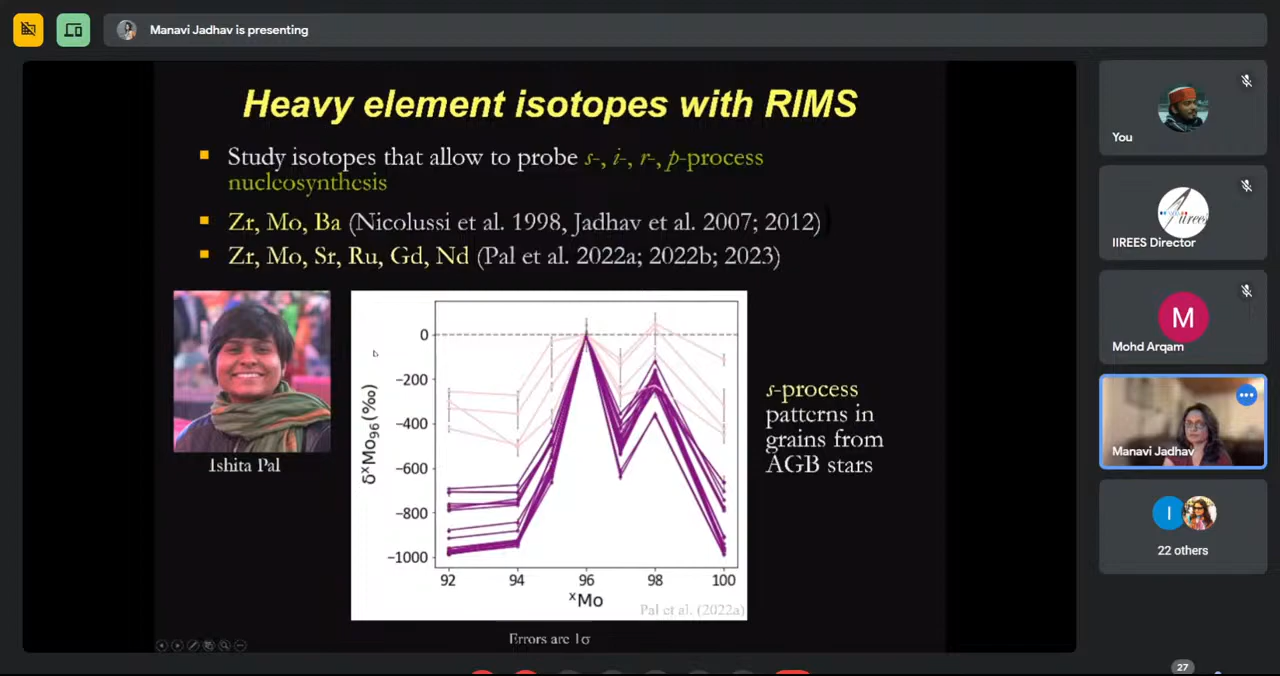 Manavi Jadhav is presenting
Heavy element isotopes with RIMS
Study isotopes that allow to probe s-, i-, r-, p-process
nucleosynthesis
Zr, Mo, Ba (Nicolussi et al. 1998, Jadhav et al. 2007; 2012)
Zr, Mo, Sr, Ru, Gd, Nd (Pal et al. 2022a; 2022b; 2023)
Ishita Pal
0
−200
−400
−600
−800
−1000
δˣMo₉₆(‰)
92 94 96 98 100
ˣMo
Pal et al. (2022a)
Errors are 1σ
s-process
patterns in
grains from
AGB stars
You
Aiirees
IIREES Director
M
Mohd Arqam
Manavi Jadhav
I
22 others
27